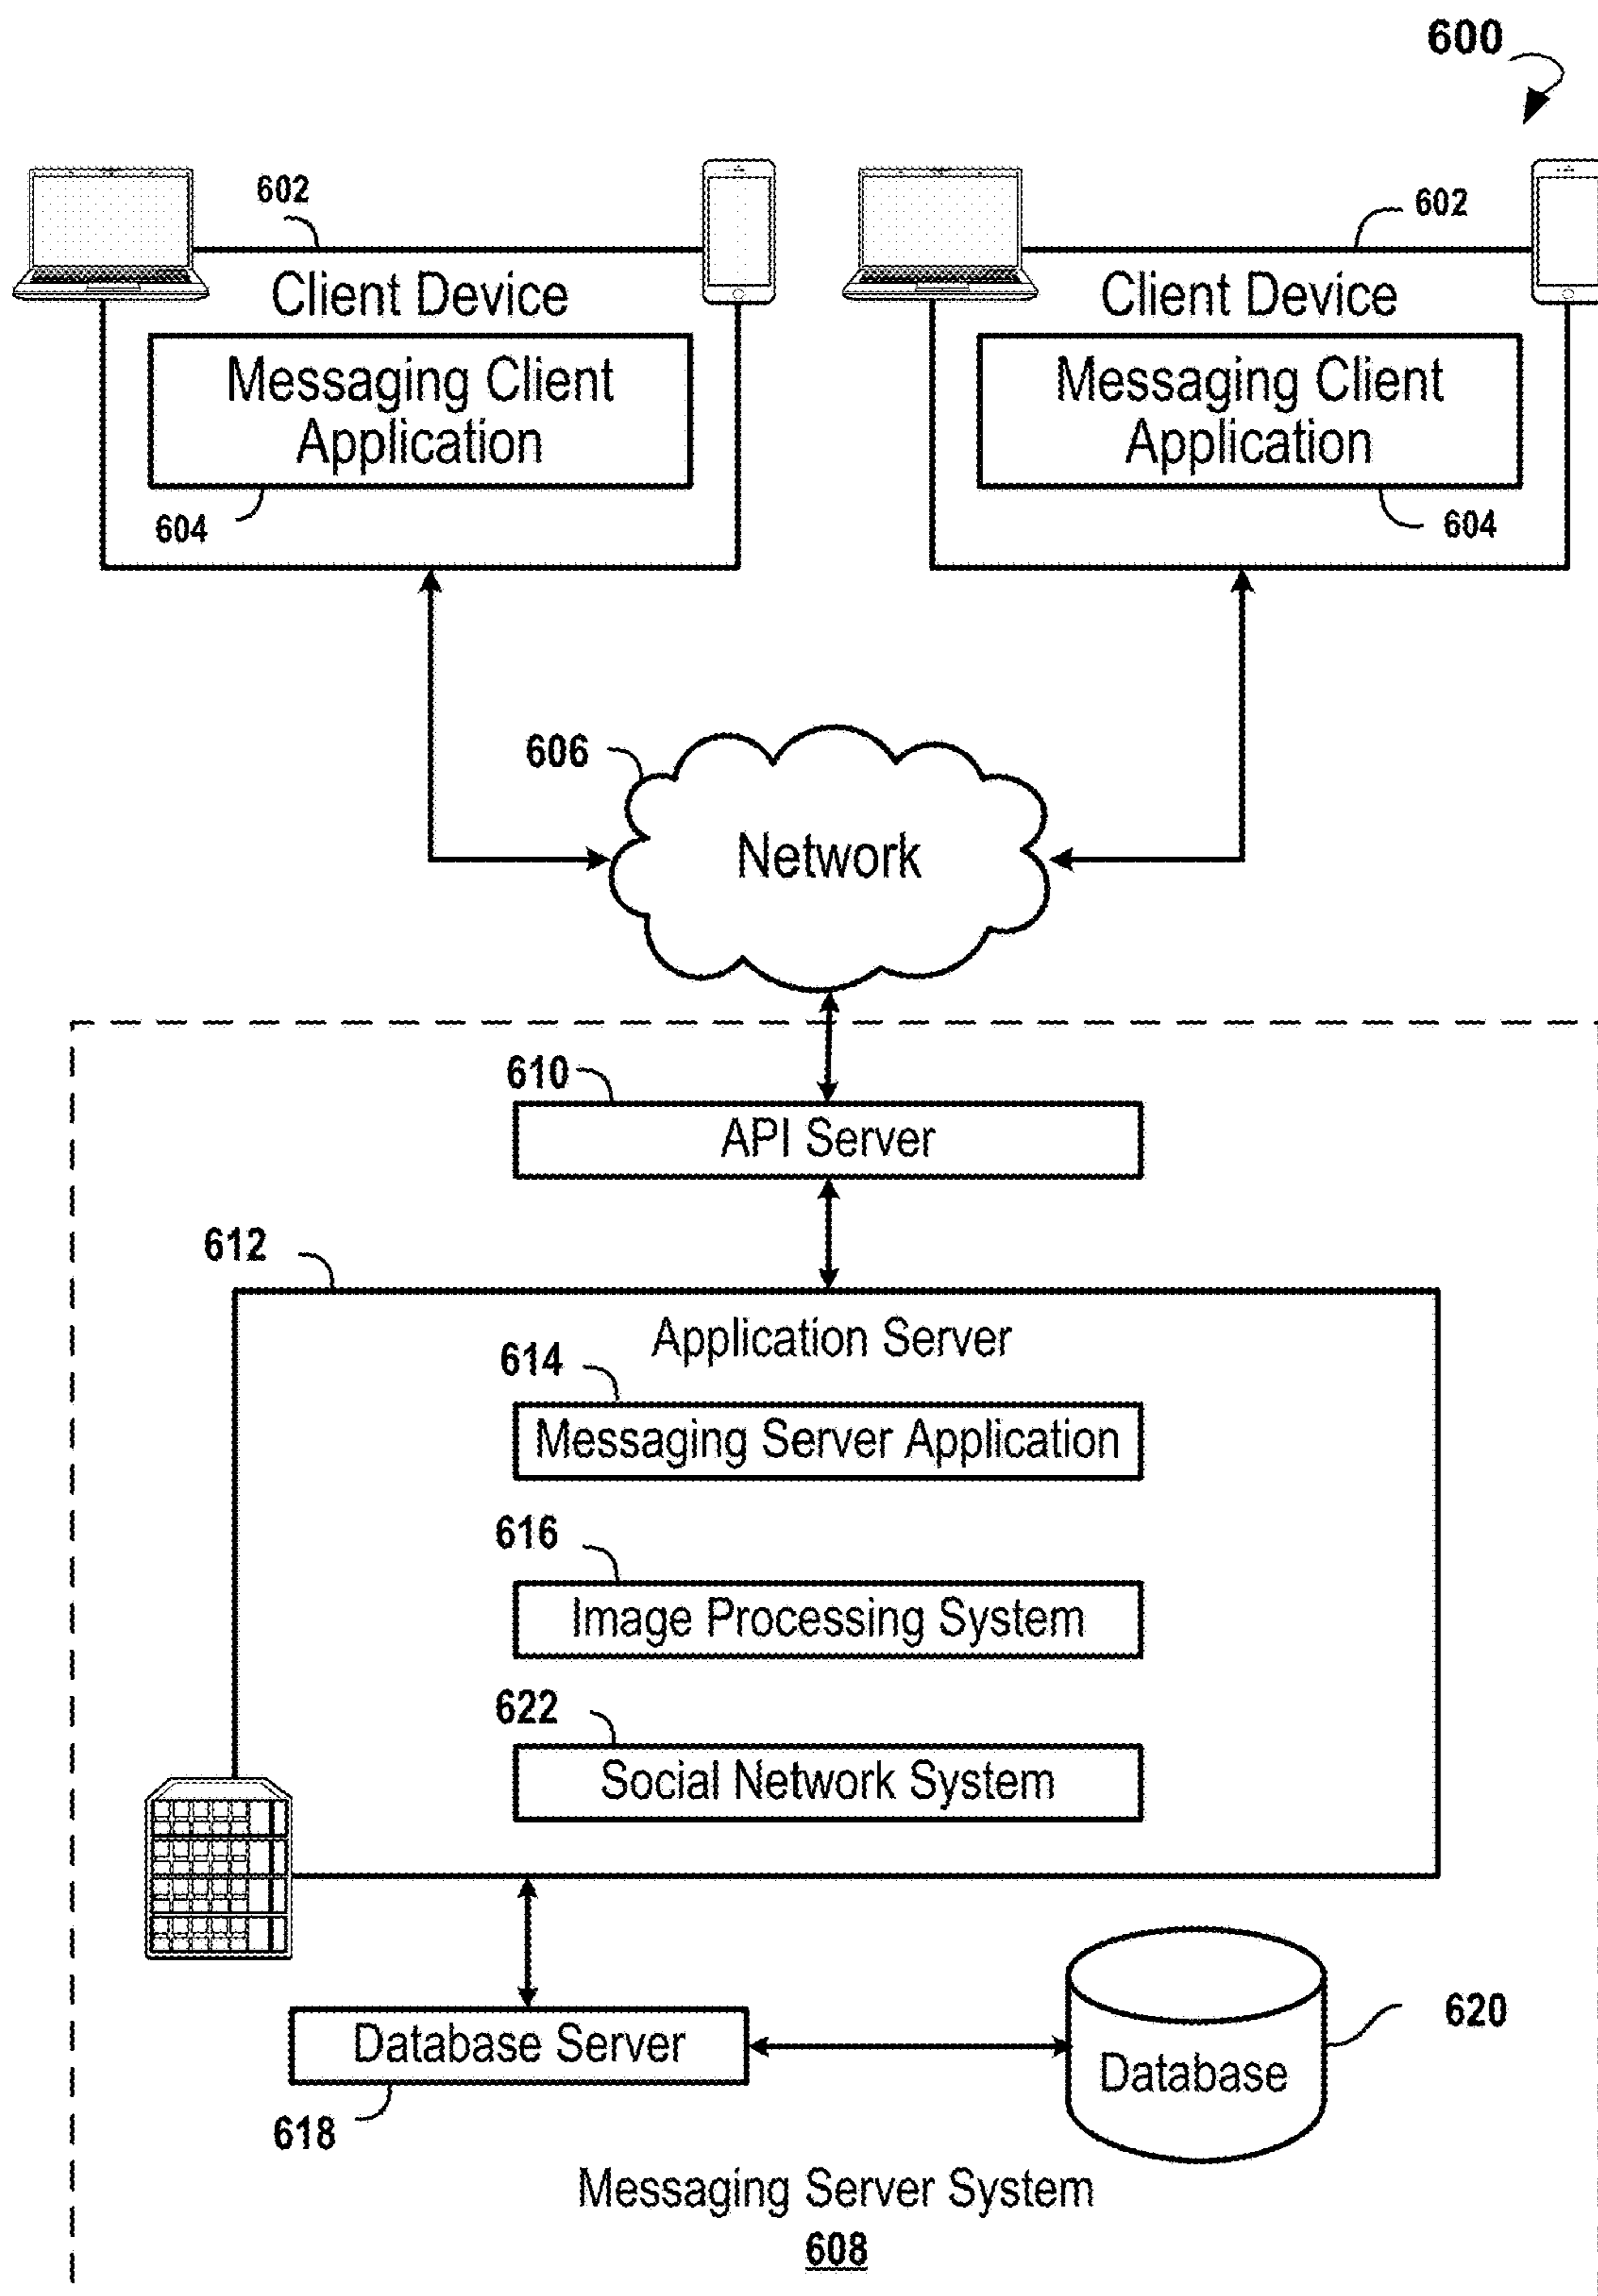 600
602
602
Client Device
Client Device
Messaging Client
Application
Messaging Client
Application
604
604
606
Network
610
API Server
612
Application Server
614
Messaging Server Application
616
Image Processing System
622
Social Network System
620
Database Server
Database
618
Messaging Server System
608